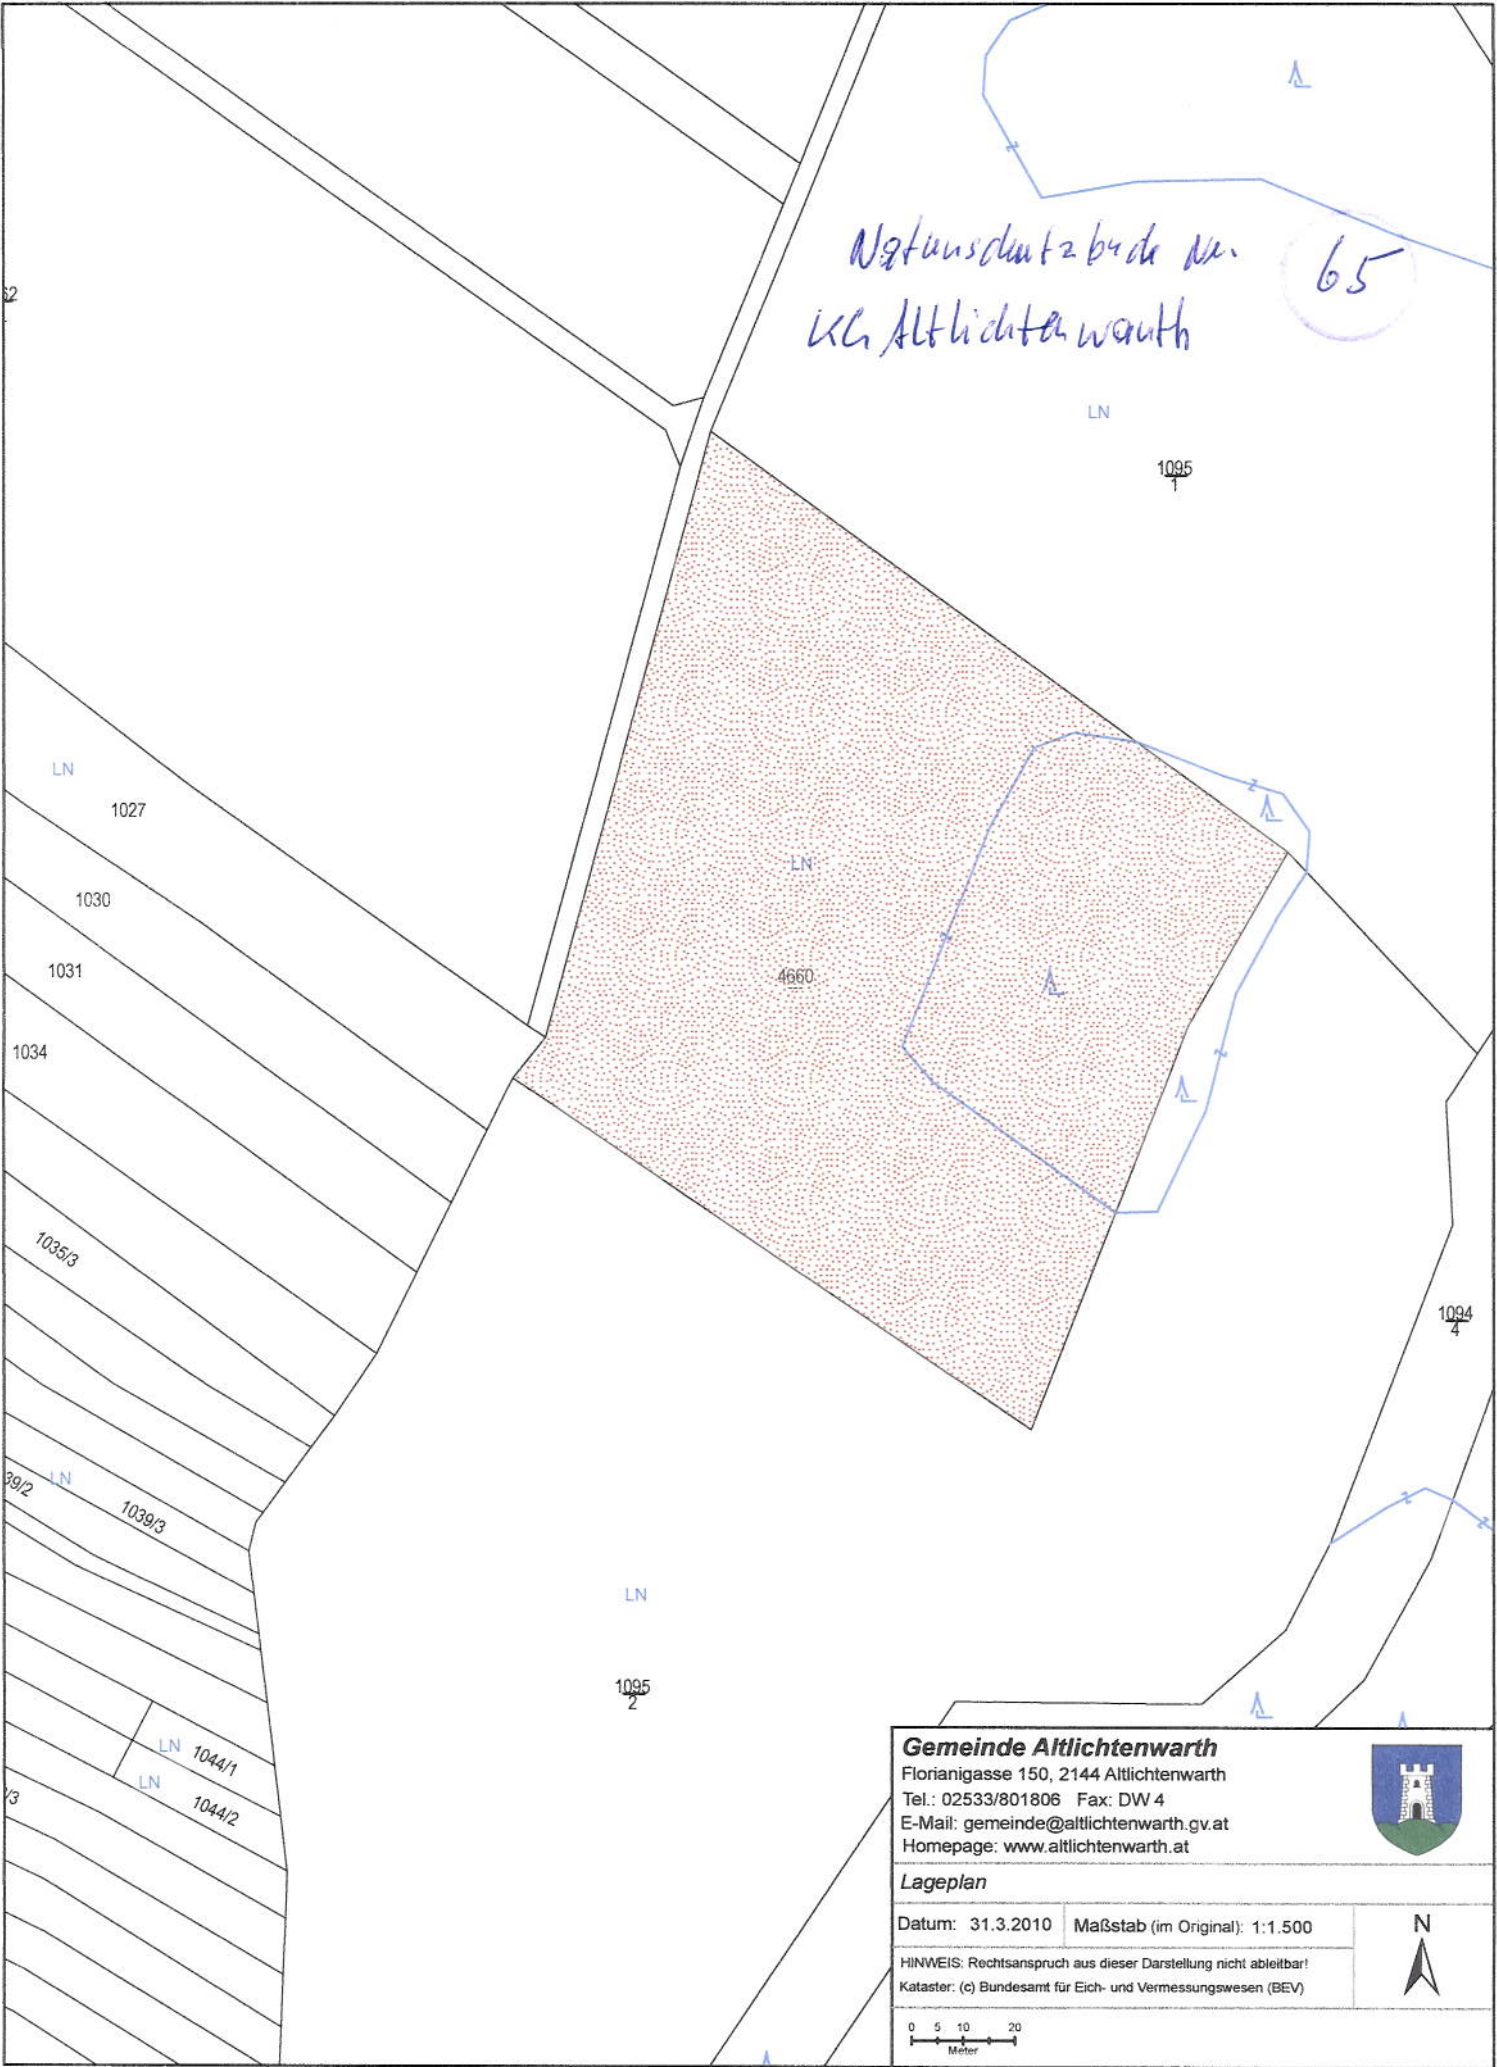 Naturschutzbuch Nr. 65
KG Altlichtenwarth
LN
1095
1
LN
1027
1030
LN
1031
4660
1034
1035/3
1094
4
LN
39/2
1039/3
LN
1095
2
LN 1044/1
LN
1044/2
/3
Gemeinde Altlichtenwarth
Florianigasse 150, 2144 Altlichtenwarth
Tel.: 02533/801806 Fax: DW 4
E-Mail: gemeinde@altlichtenwarth.gv.at
Homepage: www.altlichtenwarth.at
Lageplan
Datum: 31.3.2010 Maßstab (im Original): 1:1.500
N
HINWEIS: Rechtsanspruch aus dieser Darstellung nicht ableitbar!
Kataster: (c) Bundesamt für Eich- und Vermessungswesen (BEV)
0 5 10 20
Meter